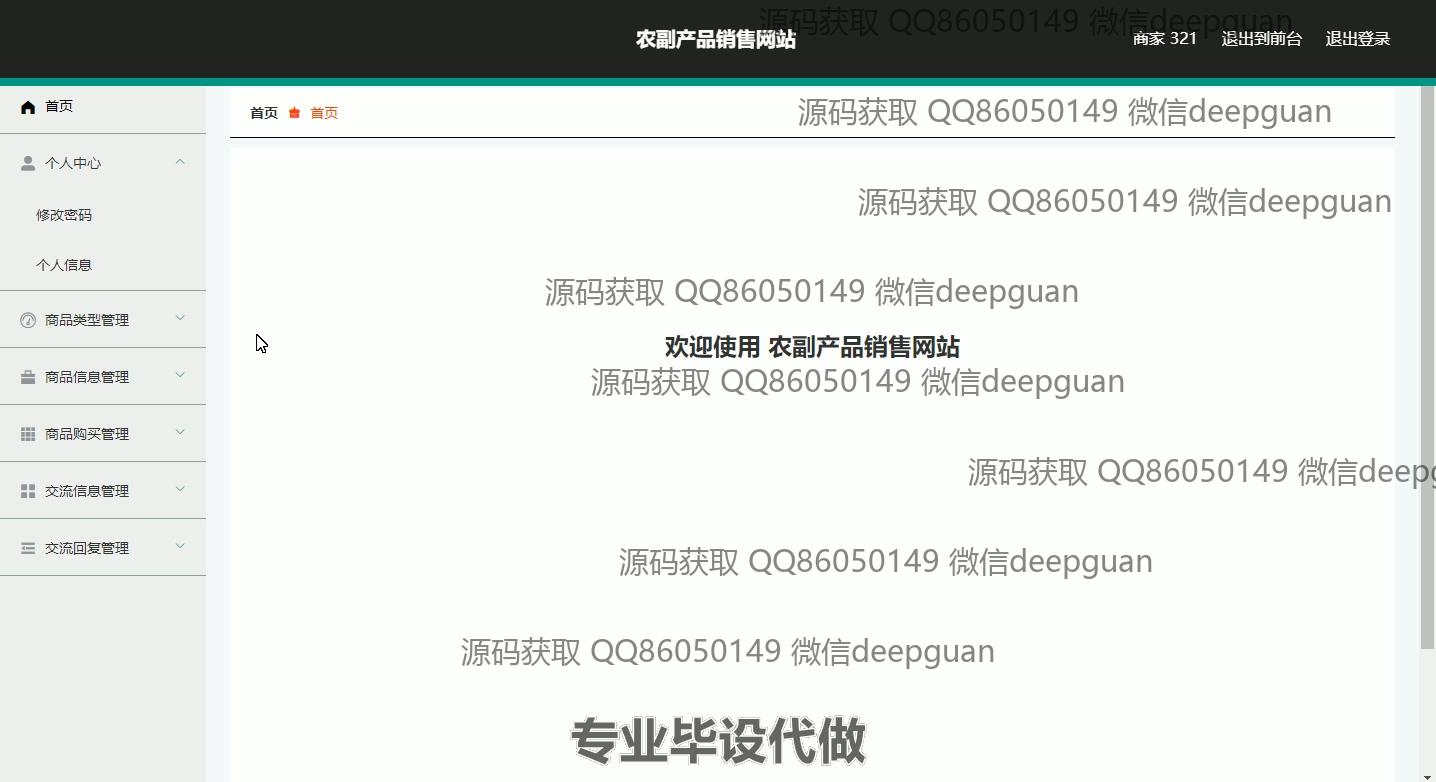 源码获取 QQ86050149 微信deepguan
农副产品销售网站
商家 321 退出到前台 退出登录
首页
首页 首页
源码获取 QQ86050149 微信deepguan
个人中心
源码获取 QQ86050149 微信deepguan
修改密码
个人信息
源码获取 QQ86050149 微信deepguan
商品类型管理
欢迎使用 农副产品销售网站
商品信息管理
源码获取 QQ86050149 微信deepguan
商品购买管理
源码获取 QQ86050149 微信deepg
交流信息管理
交流回复管理
源码获取 QQ86050149 微信deepguan
源码获取 QQ86050149 微信deepguan
专业毕设代做